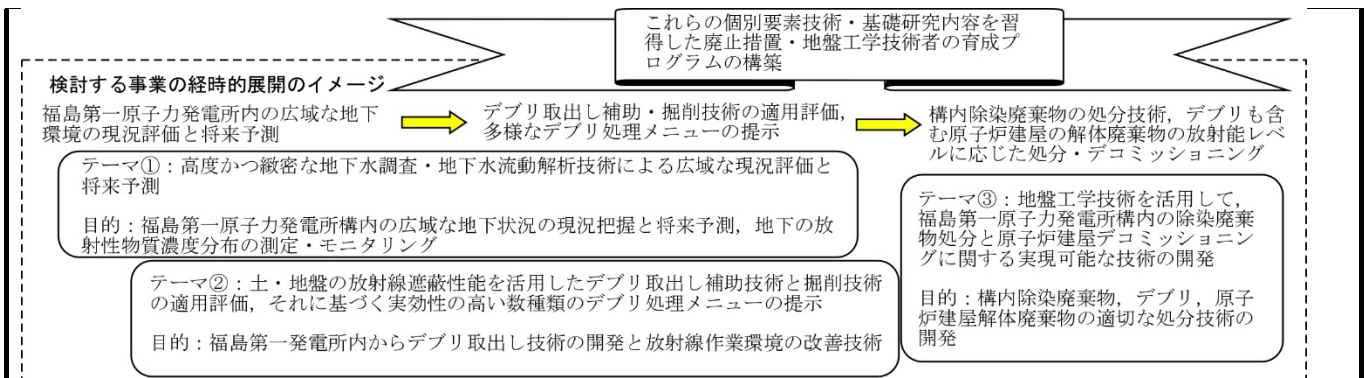 これらの個別要素技術・基礎研究内容を習
得した廃止措置・地盤工学技術者の育成プ
ログラムの構築
検討する事業の経時的展開のイメージ
福島第一原子力発電所内の広域な地下
環境の現況評価と将来予測
デブリ取出し補助・掘削技術の適用評価,
多様なデブリ処理メニューの提示
構内除染廃棄物の処分技術,デブリも含
む原子炉建屋の解体廃棄物の放射能レベ
ルに応じた処分・デコミッショニング
テーマ①:高度かつ緻密な地下水調査・地下水流動解析技術による広域な現況評価と
将来予測
目的:福島第一原子力発電所構内の広域な地下状況の現況把握と将来予測,地下の放
射性物質濃度分布の測定・モニタリング
テーマ②:土・地盤の放射線遮蔽性能を活用したデブリ取出し補助技術と掘削技術
の適用評価,それに基づく実効性の高い数種類のデブリ処理メニューの提示
目的:福島第一発電所内からデブリ取出し技術の開発と放射線作業環境の改善技術
テーマ③:地盤工学技術を活用して,
福島第一原子力発電所構内の除染廃棄
物処分と原子炉建屋デコミッショニン
グに関する実現可能な技術の開発
目的:構内除染廃棄物,デブリ,原子
炉建屋解体廃棄物の適切な処分技術の
開発